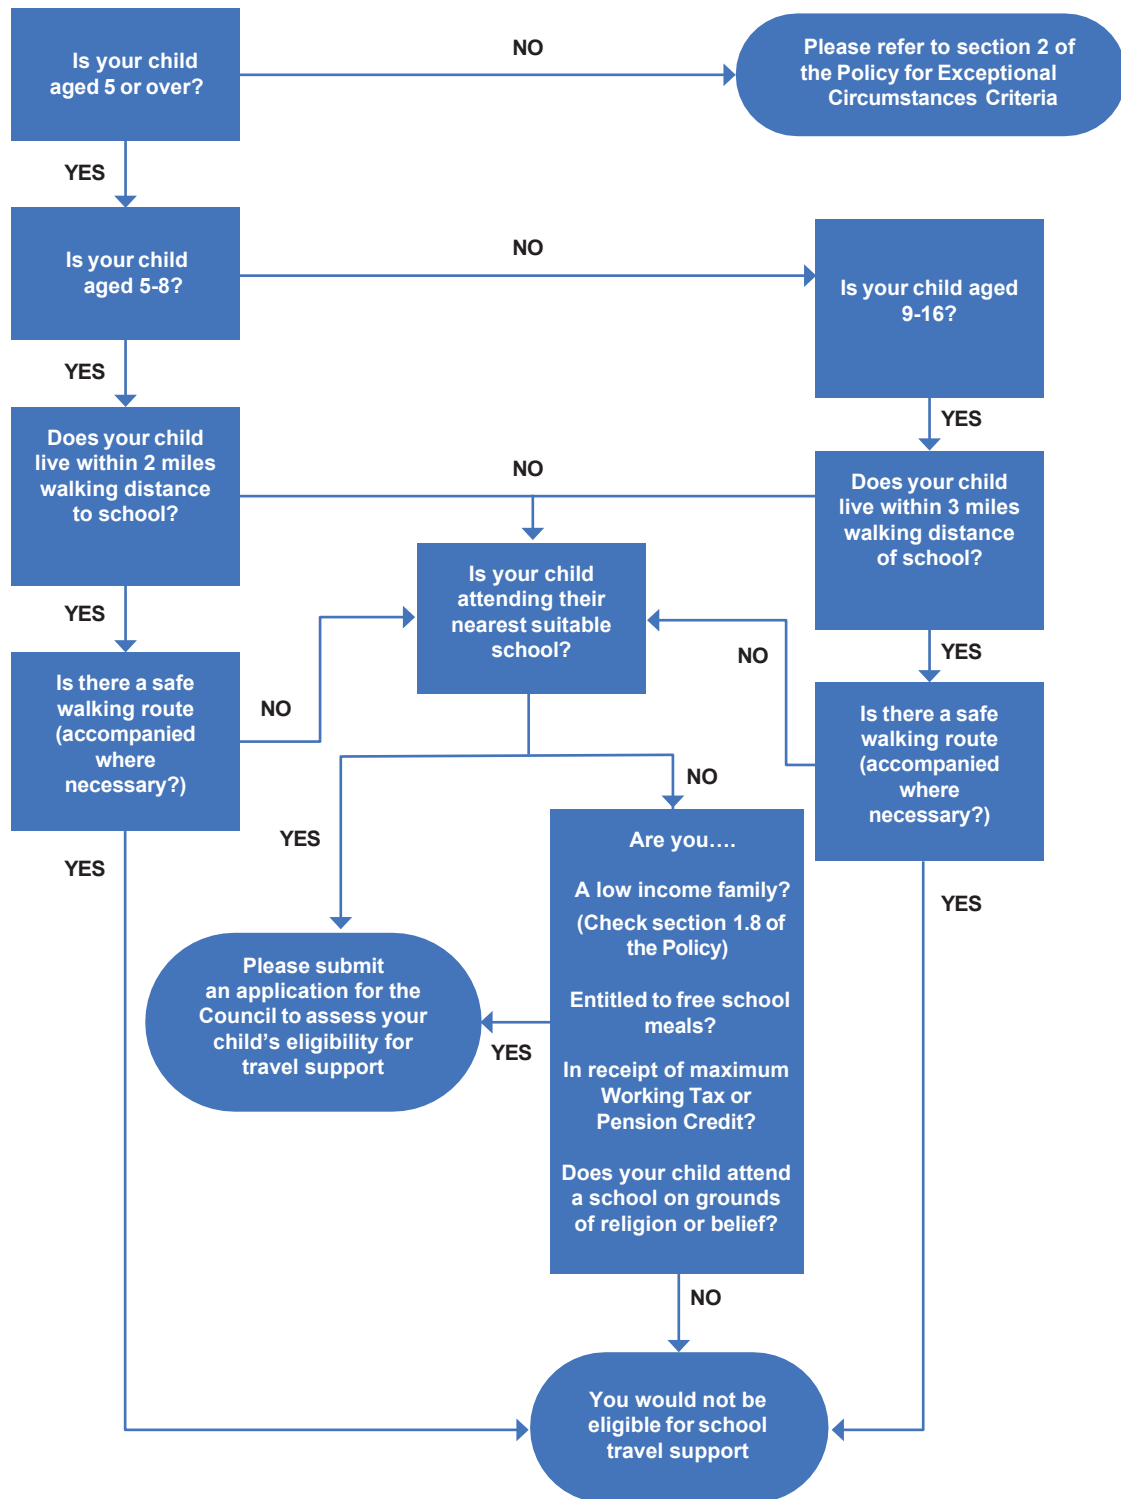 Is your child
aged 5 or over?
NO
Please refer to section 2 of
the Policy for Exceptional
Circumstances Criteria
YES
Is your child
aged 5-8?
NO
Is your child aged
9-16?
YES
YES
Does your child
live within 2 miles
walking distance
to school?
NO
Does your child
live within 3 miles
walking distance
of school?
Is your child
attending their
nearest suitable
school?
YES
YES
NO
Is there a safe
walking route
(accompanied
where
necessary?)
NO
Is there a safe
walking route
(accompanied
where
necessary?)
NO
YES
YES
YES
Are you....
A low income family?
(Check section 1.8 of
the Policy)
Entitled to free school
meals?
In receipt of maximum
Working Tax or
Pension Credit?
Does your child attend
a school on grounds
of religion or belief?
Please submit
an application for the
Council to assess your
child’s eligibility for
travel support
YES
NO
You would not be
eligible for school
travel support